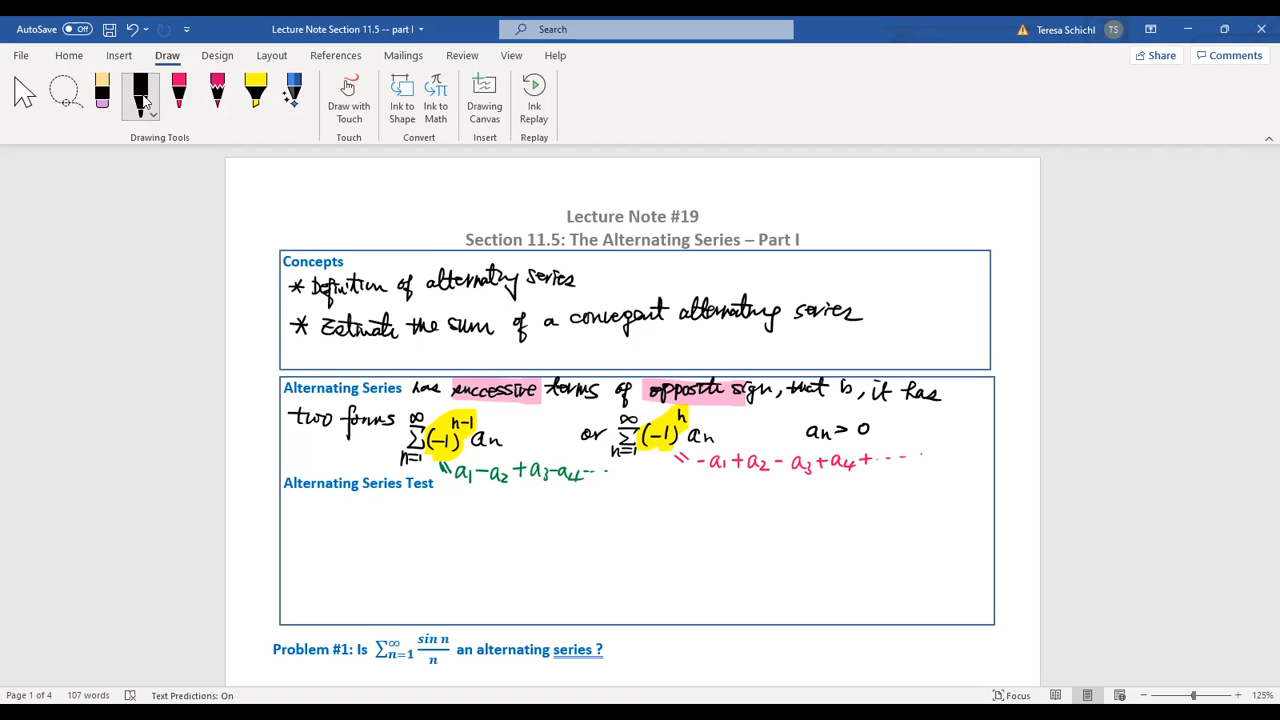 AutoSave Off Lecture Note Section 11.5 -- part I Search Teresa Schichl TS
File Home Insert Draw Design Layout References Mailings Review View Help Share Comments
Draw with Touch Ink to Shape Ink to Math Drawing Canvas Ink Replay
Drawing Tools Touch Convert Insert Replay
Lecture Note #19
Section 11.5: The Alternating Series – Part I
Concepts
* Definition of alternating series
* Estimate the sum of a convegant alternating series
Alternating Series has successive terms of opposite sign, that is, it has
two forms ∑_{n=1}^{∞} (-1)^{n-1} a_n or ∑_{n=1}^{∞} (-1)^n a_n a_n > 0
a_1 - a_2 + a_3 - a_4 ... - a_1 + a_2 - a_3 + a_4 + ....
Alternating Series Test
Problem #1: Is ∑_{n=1}^{∞} sin n / n an alternating series ?
Page 1 of 4 107 words Text Predictions: On Focus 125%